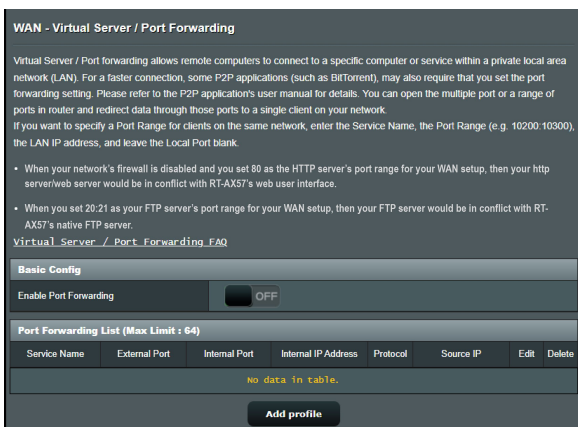 WAN - Virtual Server / Port Forwarding
Virtual Server / Port forwarding allows remote computers to connect to a specific computer or service within a private local area
network (LAN). For a faster connection, some P2P applications (such as BitTorrent), may also require that you set the port
forwarding setting. Please refer to the P2P application's user manual for details. You can open the multiple port or a range of
ports in router and redirect data through those ports to a single client on your network.
If you want to specify a Port Range for clients on the same network, enter the Service Name, the Port Range (e.g. 10200:10300),
the LAN IP address, and leave the Local Port blank.
• When your network's firewall is disabled and you set 80 as the HTTP server's port range for your WAN setup, then your http
server/web server would be in conflict with RT-AX57's web user interface.
• When you set 20:21 as your FTP server's port range for your WAN setup, then your FTP server would be in conflict with RT-
AX57's native FTP server.
Virtual Server / Port Forwarding FAQ
Basic Config
Enable Port Forwarding OFF
Port Forwarding List (Max Limit : 64)
Service Name External Port Internal Port Internal IP Address Protocol Source IP Edit Delete
No data in table.
Add profile